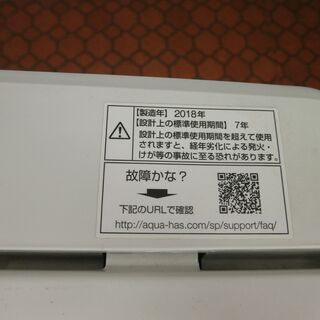 【製造年】2018年
【設計上の標準使用期間】7年
設計上の標準使用期間を超えて使用
されますと、経年劣化による発火・
けが等の事故に至る恐れがあります。
故障かな？
下記のURLで確認
http://aqua-has.com/sp/support/faq/